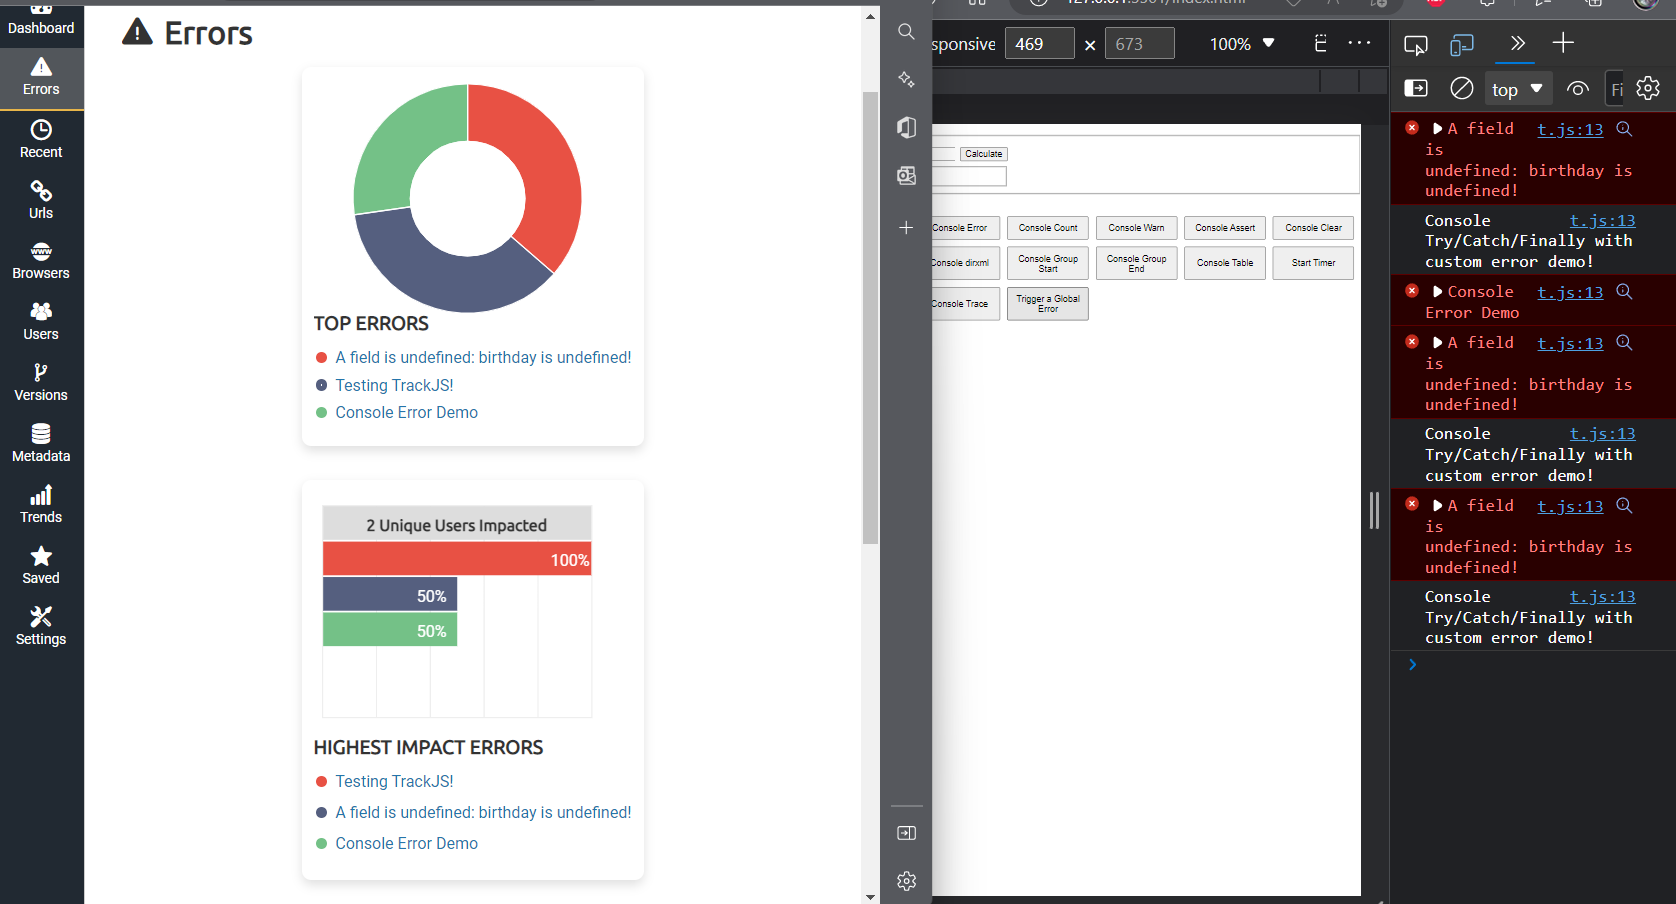 Dashboard
Errors
Recent
Urls
Browsers
Users
Versions
Metadata
Trends
Saved
Settings
Errors
TOP ERRORS
A field is undefined: birthday is undefined!
Testing TrackJS!
Console Error Demo
2 Unique Users Impacted
100%
50%
50%
HIGHEST IMPACT ERRORS
Testing TrackJS!
A field is undefined: birthday is undefined!
Console Error Demo
sponsive 469 × 673 100%
Calculate
Console Error Console Count Console Warn Console Assert Console Clear
Console dirxml Console Group Start Console Group End Console Table Start Timer
Console Trace Trigger a Global Error
top Fi
A field t.js:13
is
undefined: birthday is
undefined!
Console t.js:13
Try/Catch/Finally with
custom error demo!
Console t.js:13
Error Demo
A field t.js:13
is
undefined: birthday is
undefined!
Console t.js:13
Try/Catch/Finally with
custom error demo!
A field t.js:13
is
undefined: birthday is
undefined!
Console t.js:13
Try/Catch/Finally with
custom error demo!